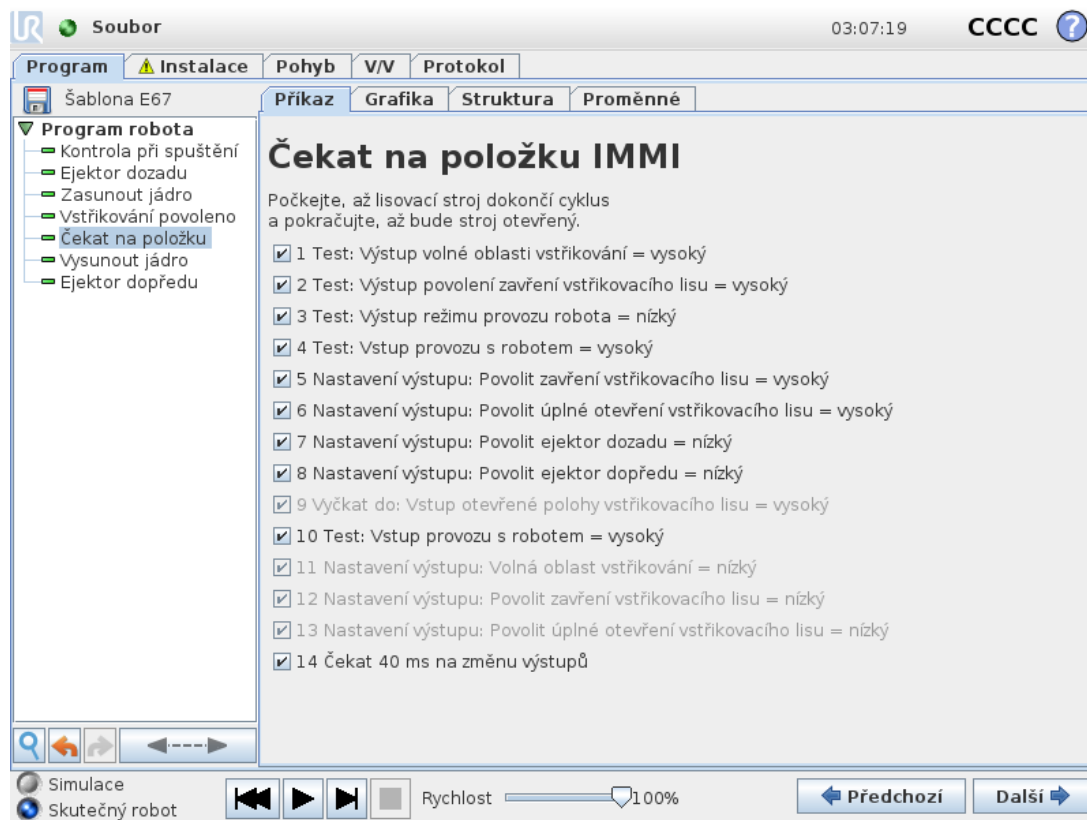 UR Soubor 03:07:19 CCCC ?
Program Instalace Pohyb V/V Protokol
Šablona E67 Příkaz Grafika Struktura Proměnné
Program robota
Kontrola při spuštění
Ejektor dozadu
Zasunout jádro
Vstřikování povoleno
Čekat na položku
Vysunout jádro
Ejektor dopředu
Čekat na položku IMMI
Počkejte, až lisovací stroj dokončí cyklus
a pokračujte, až bude stroj otevřený.
1 Test: Výstup volné oblasti vstřikování = vysoký
2 Test: Výstup povolení zavření vstřikovacího lisu = vysoký
3 Test: Výstup režimu provozu robota = nízký
4 Test: Vstup provozu s robotem = vysoký
5 Nastavení výstupu: Povolit zavření vstřikovacího lisu = vysoký
6 Nastavení výstupu: Povolit úplné otevření vstřikovacího lisu = vysoký
7 Nastavení výstupu: Povolit ejektor dozadu = nízký
8 Nastavení výstupu: Povolit ejektor dopředu = nízký
9 Vyčkat do: Vstup otevřené polohy vstřikovacího lisu = vysoký
10 Test: Vstup provozu s robotem = vysoký
11 Nastavení výstupu: Volná oblast vstřikování = nízký
12 Nastavení výstupu: Povolit zavření vstřikovacího lisu = nízký
13 Nastavení výstupu: Povolit úplné otevření vstřikovacího lisu = nízký
14 Čekat 40 ms na změnu výstupů
Simulace
Skutečný robot
Rychlost 100%
Předchozí Další